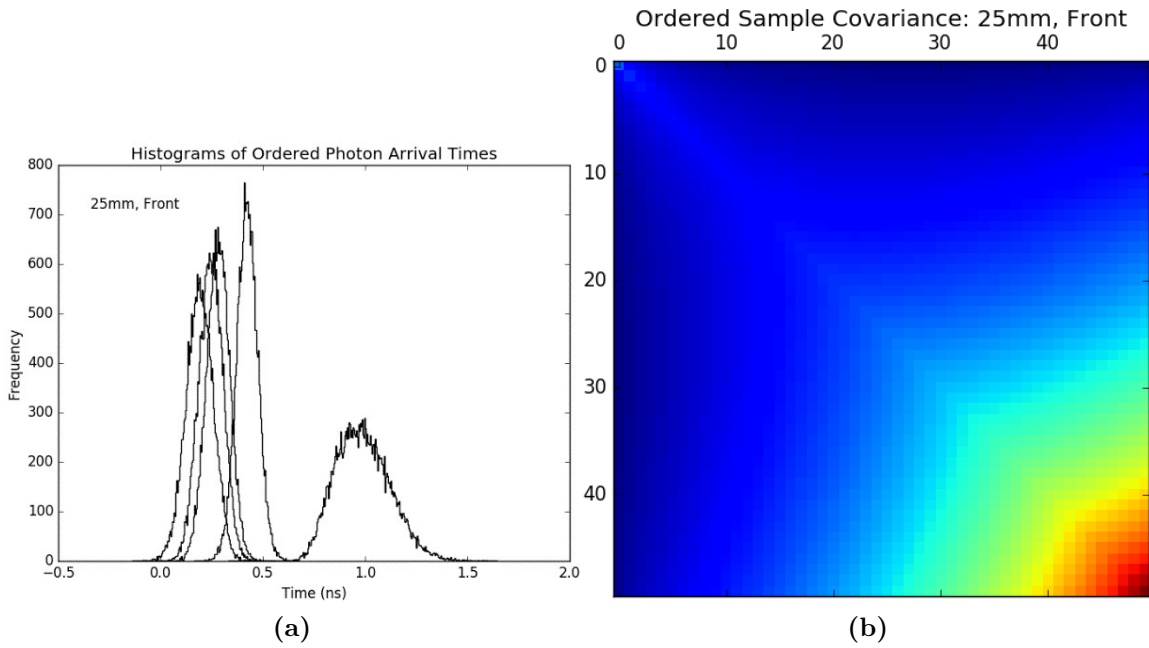 Histograms of Ordered Photon Arrival Times
800
700
600
500
400
300
200
100
0
Frequency
25mm, Front
−0.5 0.0 0.5 1.0 1.5 2.0
Time (ns)
(a)
Ordered Sample Covariance: 25mm, Front
0 10 20 30 40
0
10
20
30
40
(b)